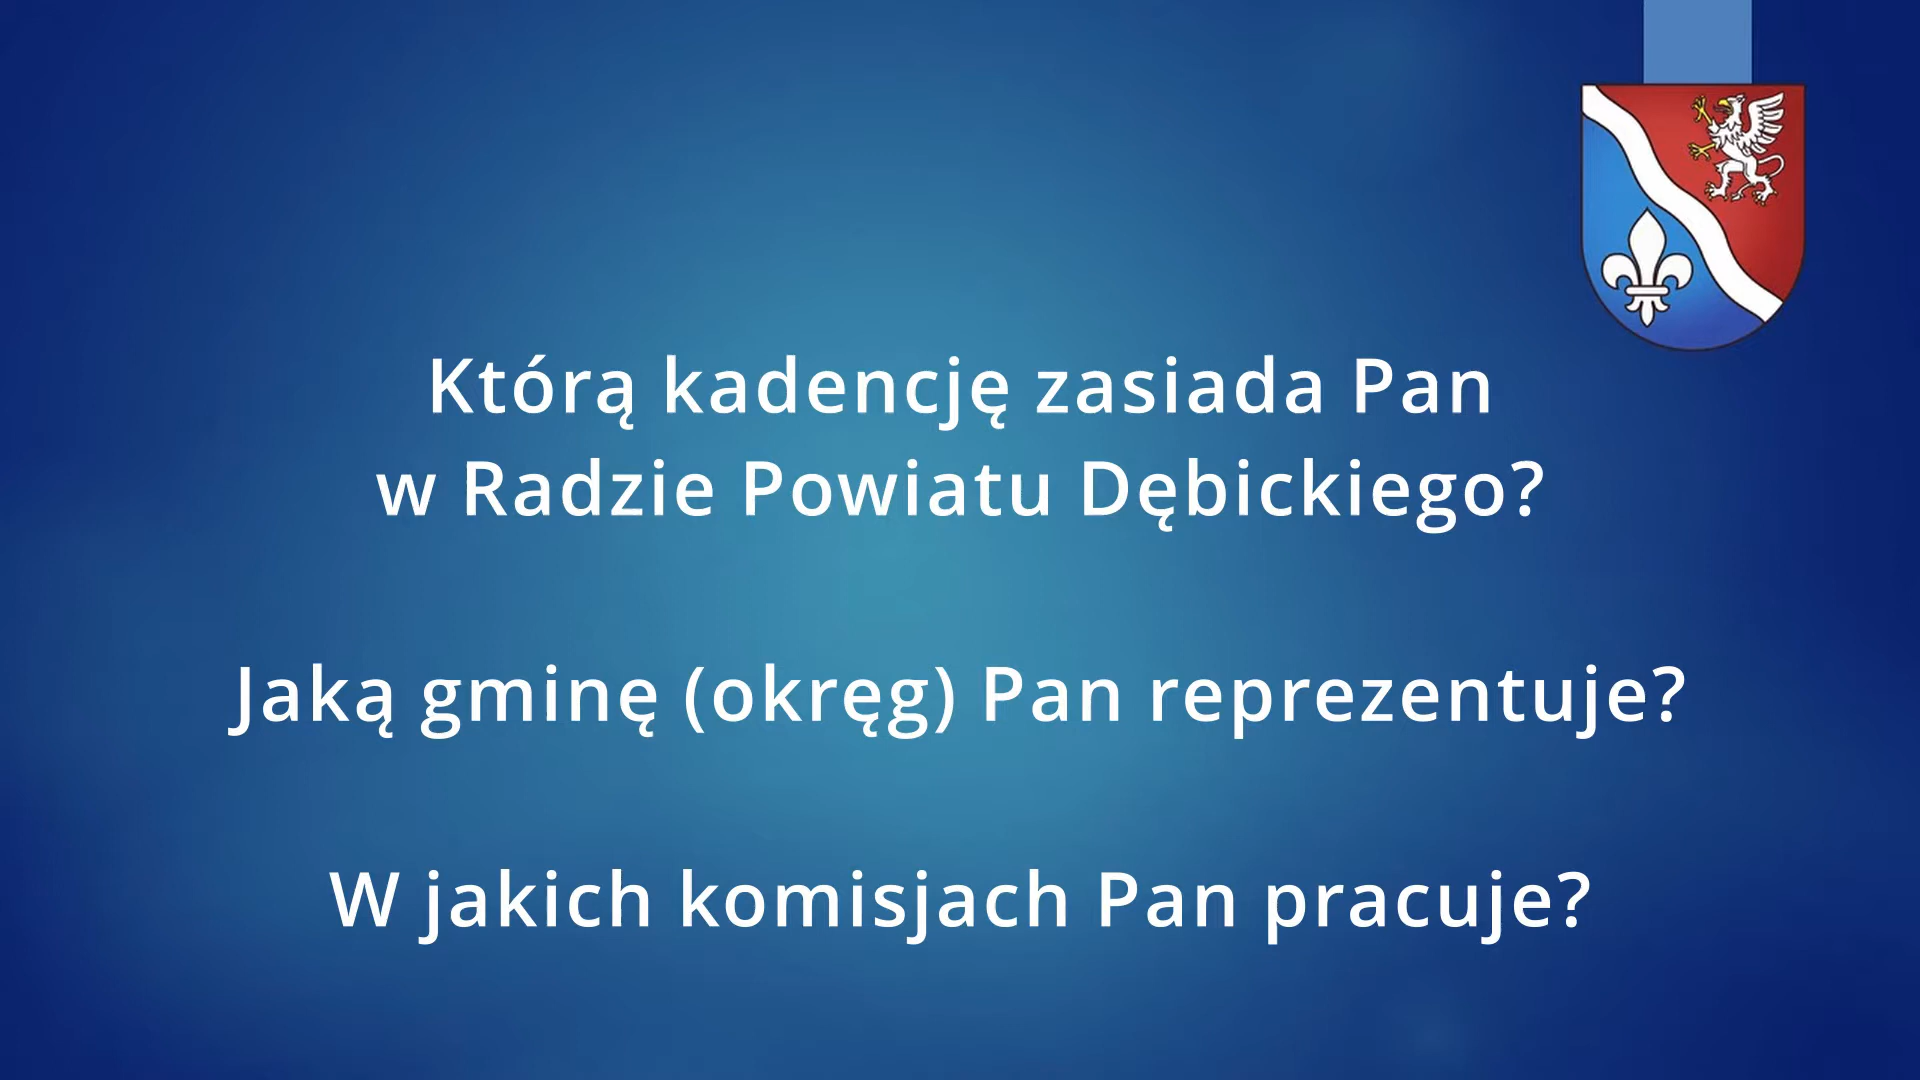 Którą kadencję zasiada Pan
w Radzie Powiatu Dębickiego?
Jaką gminę (okręg) Pan reprezentuje?
W jakich komisjach Pan pracuje?